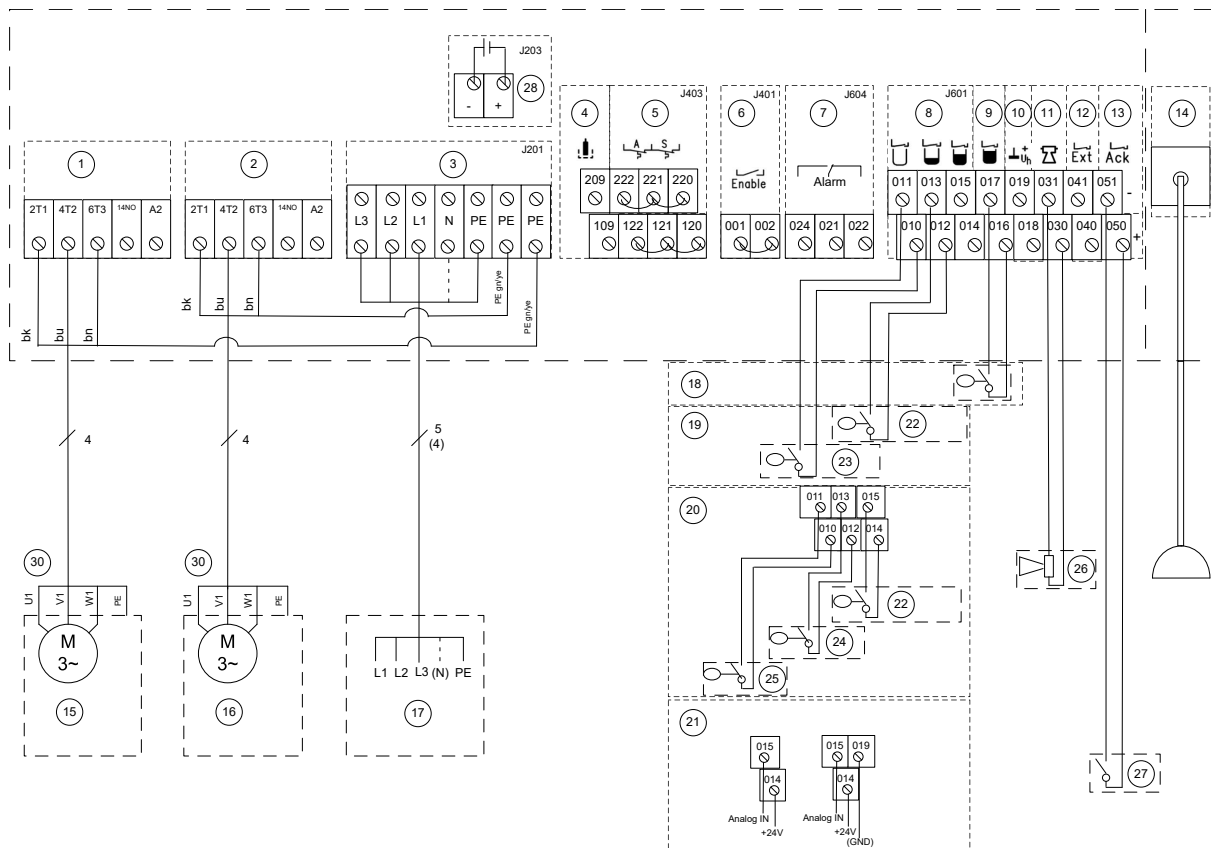 J203
- +
28
J403
J401
J604
J601
4 5 6 7 8 9 10 11 12 13 14
1 2 3
J201
A S
Enable
Alarm
+
Uh
Ext
Ack
209 222 221 220
011 013 015 017 019 031 041 051 -
2T1 4T2 6T3 14NO A2
2T1 4T2 6T3 14NO A2
L3 L2 L1 N PE PE PE
109 122 121 120
001 002
024 021 022
010 012 014 016 018 030 040 050 +
bk bu bn
bk bu bn
PE gn/ye
PE gn/ye
18
19
22
23
4
4
5
(4)
20
011 013 015
010 012 014
30
30
26
U1 V1 W1 PE
U1 V1 W1 PE
22
24
25
M
3~
M
3~
L1 L2 L3 (N) PE
15
16
17
21
27
015
014
Analog IN
+24V
015 019
014
Analog IN
+24V
(GND)